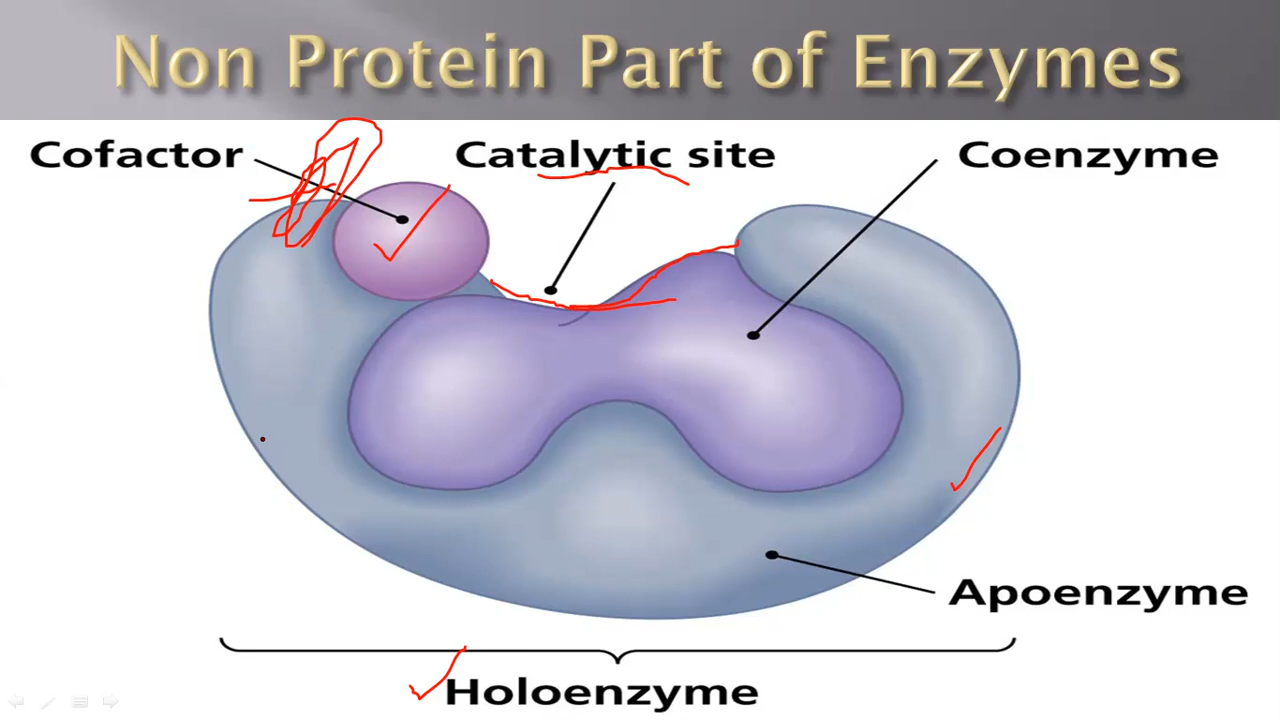 Non Protein Part of Enzymes
Cofactor
Catalytic site
Coenzyme
Apoenzyme
Holoenzyme